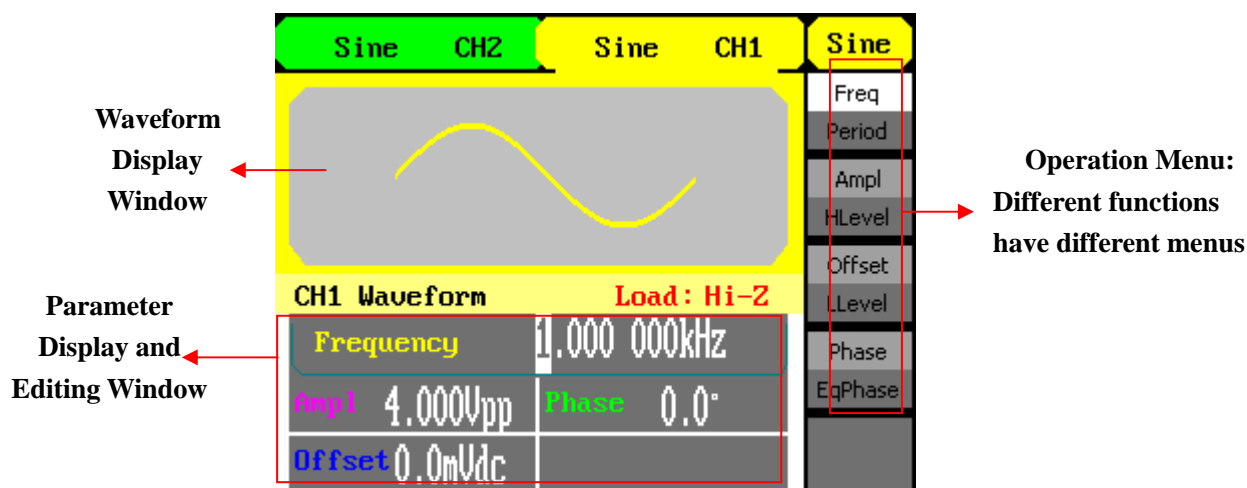 Sine CH2 Sine CH1 Sine
Waveform
Display
Window
Freq
Period
Ampl
HLevel
Offset
LLevel
Phase
EqPhase
Operation Menu:
Different functions
have different menus
CH1 Waveform Load: Hi-Z
Parameter
Display and
Editing Window
Frequency 1.000 000kHz
Ampl 4.000Vpp Phase 0.0°
Offset 0.0mVdc